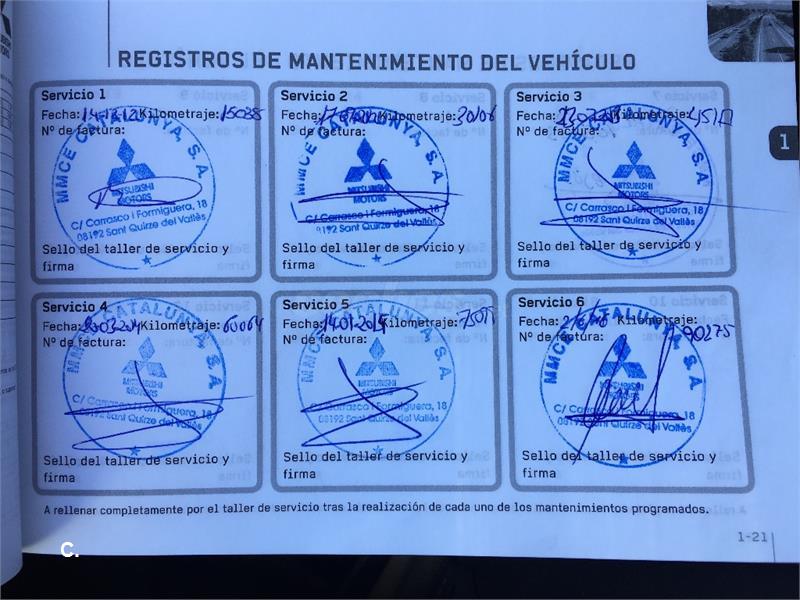 REGISTROS DE MANTENIMIENTO DEL VEHÍCULO
Servicio 1
Fecha: Kilometraje: 15088
Nº de factura:
MMCE CATALUNYA, S.A.
MITSUBISHI
MOTORS
C/ Carrasco i Formiguera, 18
08192 Sant Quirze del Vallès
Sello del taller de servicio y
firma
Servicio 2
Fecha: Kilometraje: 30106
Nº de factura:
MMCE CATALUNYA, S.A.
MITSUBISHI
MOTORS
C/ Carrasco i Formiguera, 18
08192 Sant Quirze del Vallès
Sello del taller de servicio y
firma
Servicio 3
Fecha: Kilometraje:
Nº de factura:
MMCE CATALUNYA, S.A.
MITSUBISHI
MOTORS
C/ Carrasco i Formiguera, 18
08192 Sant Quirze del Vallès
Sello del taller de servicio y
firma
1
Servicio 4
Fecha: Kilometraje: 60064
Nº de factura:
MMCE CATALUNYA, S.A.
MITSUBISHI
MOTORS
C/ Carrasco i Formiguera, 18
08192 Sant Quirze del Vallès
Sello del taller de servicio y
firma
Servicio 5
Fecha: 14-01-2015 Kilometraje:
Nº de factura:
MMCE CATALUNYA, S.A.
MITSUBISHI
MOTORS
C/ Carrasco i Formiguera, 18
08192 Sant Quirze del Vallès
Sello del taller de servicio y
firma
Servicio 6
Fecha: Kilometraje: 90275
Nº de factura:
MMCE CATALUNYA, S.A.
MITSUBISHI
MOTORS
C/ Carrasco i Formiguera, 18
08192 Sant Quirze del Vallès
Sello del taller de servicio y
firma
A rellenar completamente por el taller de servicio tras la realización de cada uno de los mantenimientos programados.
1-21
C.